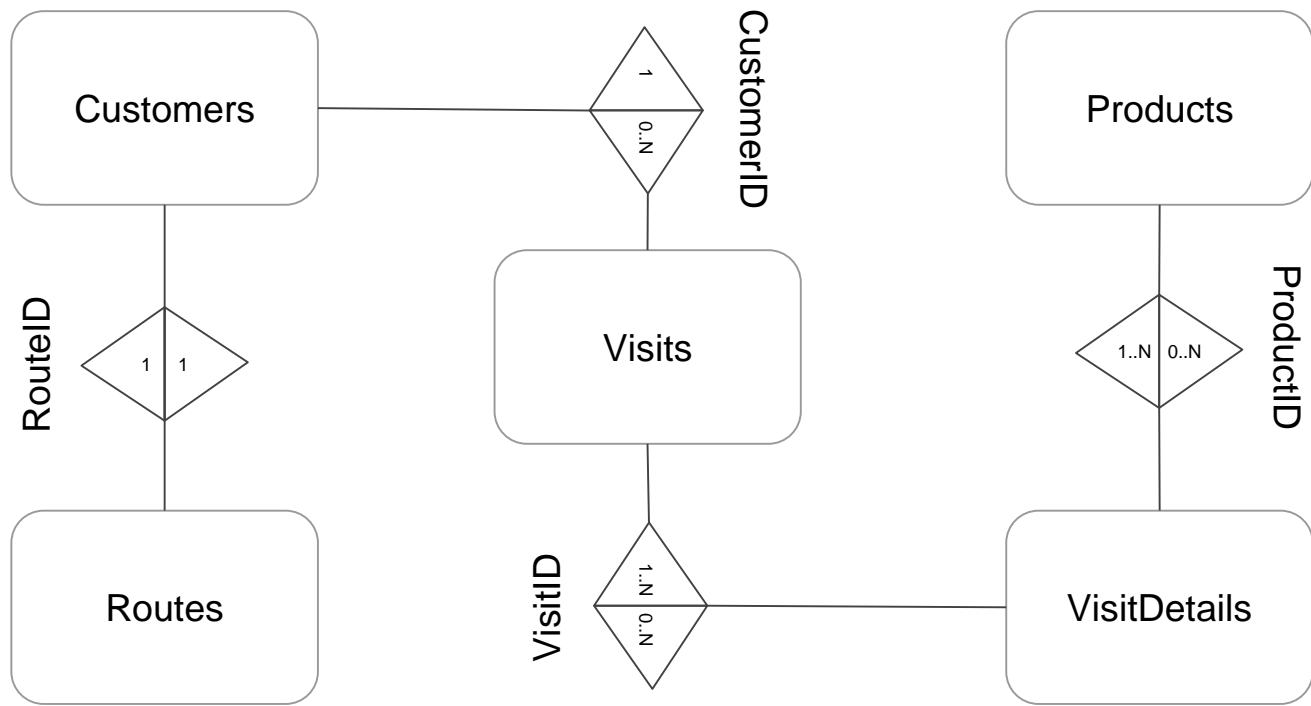 Customers
1
0..N
CustomerID
Products
RouteID
1
1
Visits
1..N
0..N
ProductID
Routes
VisitID
1..N
0..N
VisitDetails